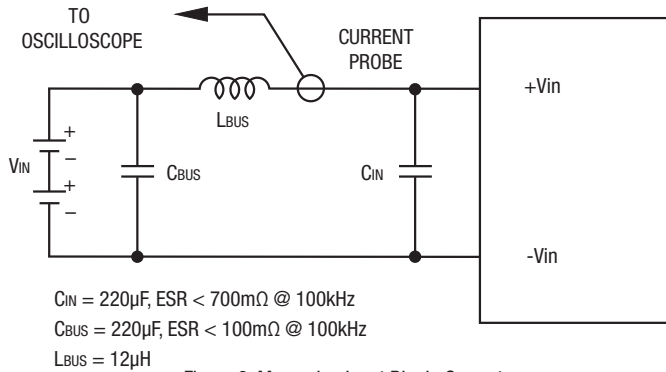 TO
OSCILLOSCOPE
CURRENT
PROBE
+Vin
LBUS
+
VIN
−
+
−
CBUS
CIN
-Vin
CIN = 220µF, ESR < 700mΩ @ 100kHz
CBUS = 220µF, ESR < 100mΩ @ 100kHz
LBUS = 12µH